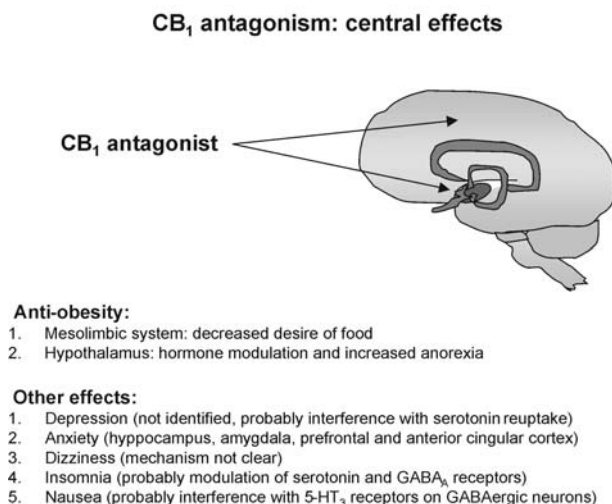 CB₁ antagonism: central effects
CB₁ antagonist
Anti-obesity:
1. Mesolimbic system: decreased desire of food
2. Hypothalamus: hormone modulation and increased anorexia
Other effects:
1. Depression (not identified, probably interference with serotonin reuptake)
2. Anxiety (hyppocampus, amygdala, prefrontal and anterior cingular cortex)
3. Dizziness (mechanism not clear)
4. Insomnia (probably modulation of serotonin and GABA_A receptors)
5. Nausea (probably interference with 5-HT₃ receptors on GABAergic neurons)